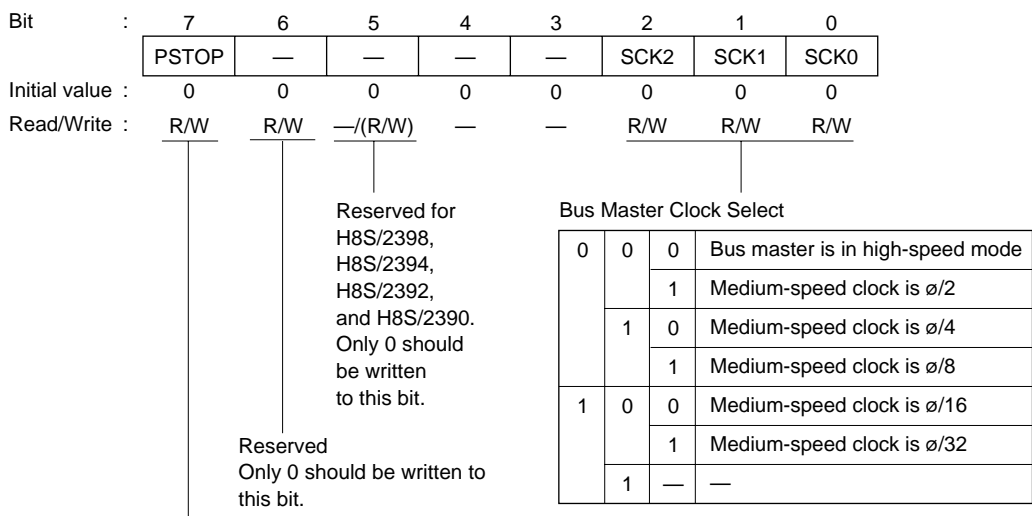 Bit : 7 6 5 4 3 2 1 0
PSTOP — — — — SCK2 SCK1 SCK0
Initial value : 0 0 0 0 0 0 0 0
Read/Write : R/W R/W —/(R/W) — — R/W R/W R/W
Reserved for
H8S/2398,
H8S/2394,
H8S/2392,
and H8S/2390.
Only 0 should
be written
to this bit.
Reserved
Only 0 should be written to
this bit.
Bus Master Clock Select
0 0 0 Bus master is in high-speed mode
1 Medium-speed clock is ø/2
1 0 Medium-speed clock is ø/4
1 Medium-speed clock is ø/8
1 0 0 Medium-speed clock is ø/16
1 Medium-speed clock is ø/32
1 — —